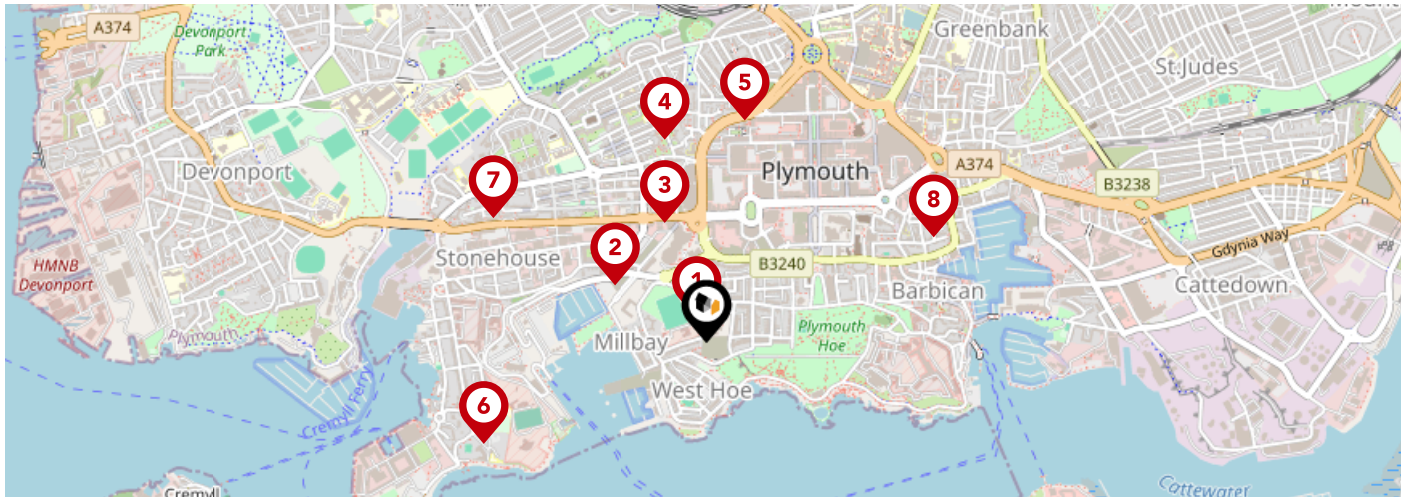 A374
Devonport
Park
Greenbank
St.Judes
5
4
Devonport
7
3
Plymouth
A374
B3238
8
2
Stonehouse
B3240
1
HMNB
Devonport
Gdynia Way
Barbican
Cattedown
Plymouth
Millbay
Plymouth
Hoe
West Hoe
Cremyll Ferry
6
Cremyll
Cattewater